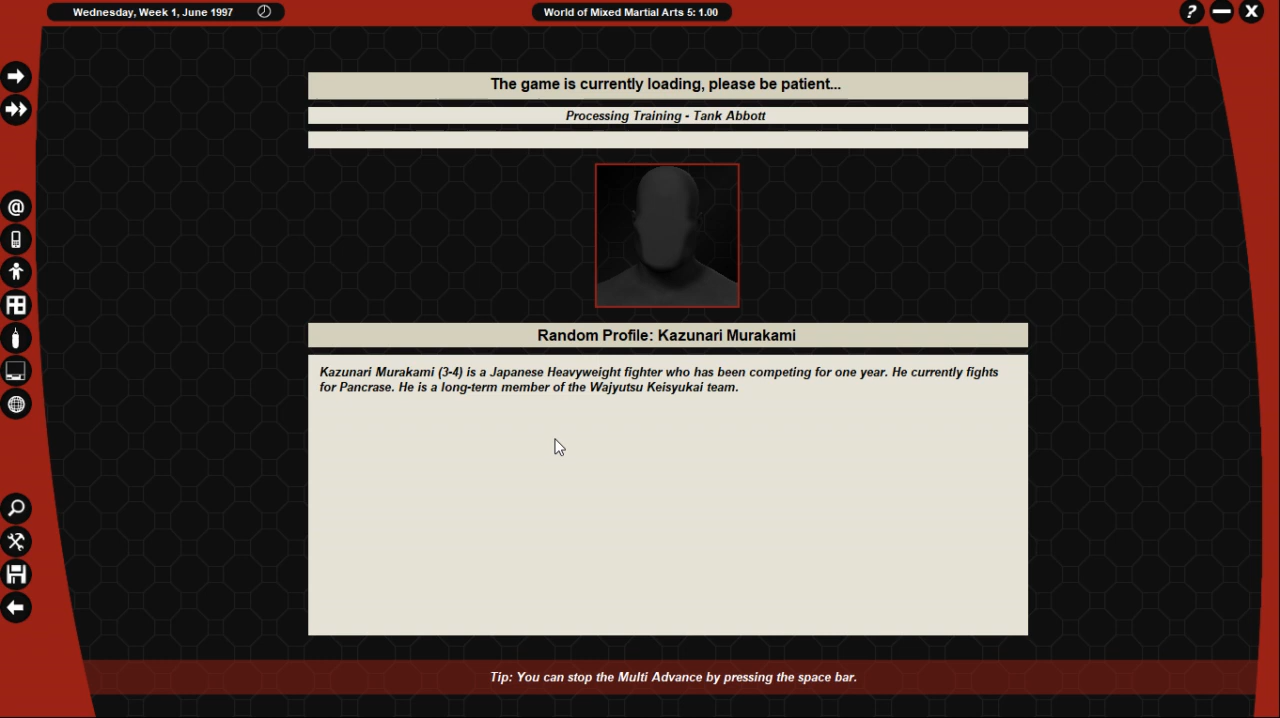 Wednesday, Week 1, June 1997
World of Mixed Martial Arts 5: 1.00
?
X
@
The game is currently loading, please be patient...
Processing Training - Tank Abbott
Random Profile: Kazunari Murakami
Kazunari Murakami (3-4) is a Japanese Heavyweight fighter who has been competing for one year. He currently fights
for Pancrase. He is a long-term member of the Wajyutsu Keisyukai team.
Tip: You can stop the Multi Advance by pressing the space bar.